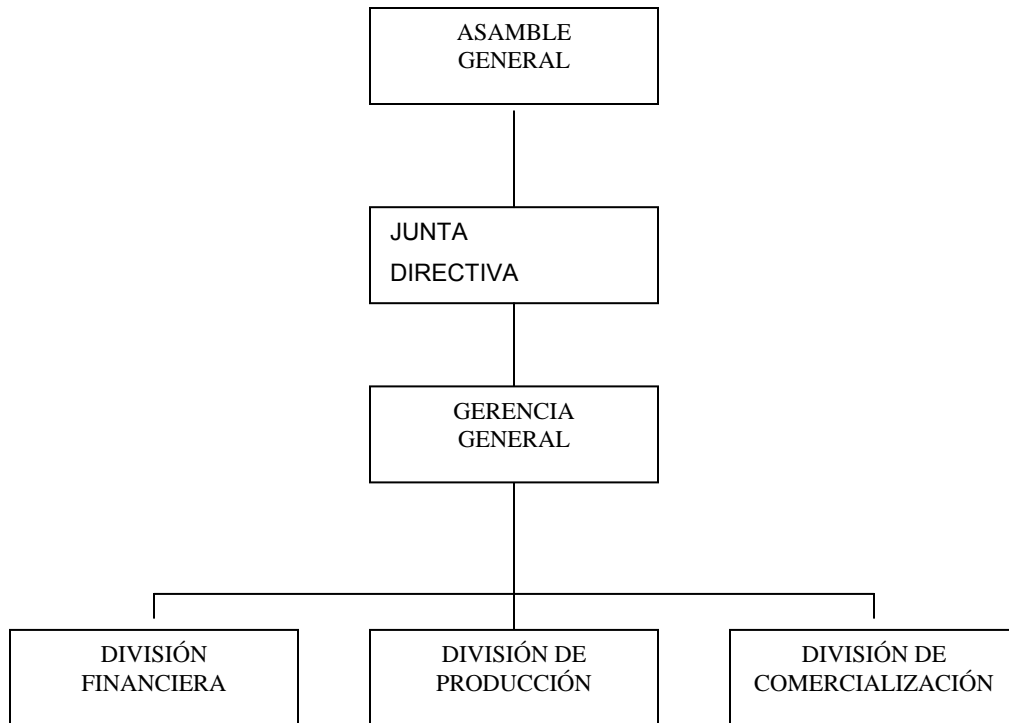 ASAMBLE
GENERAL
JUNTA
DIRECTIVA
GERENCIA
GENERAL
DIVISIÓN
FINANCIERA
DIVISIÓN DE
PRODUCCIÓN
DIVISIÓN DE
COMERCIALIZACIÓN